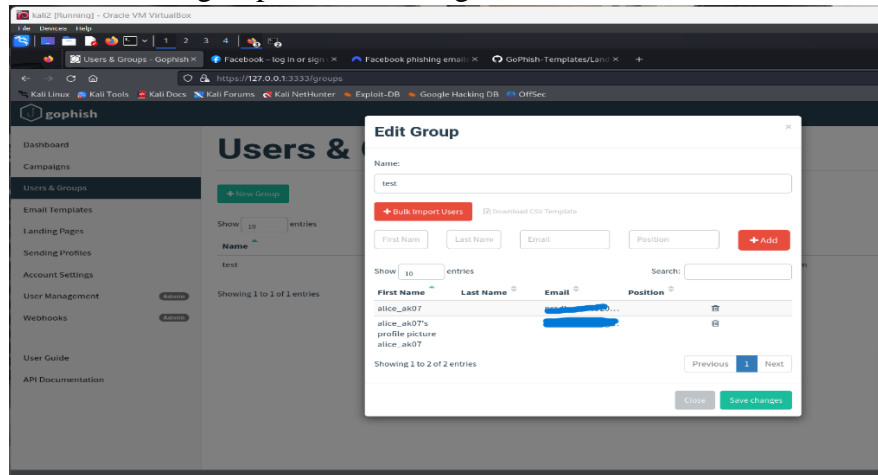 kali2 [Running] - Oracle VM VirtualBox
File Devices Help
1 2 3 4
Users & Groups - Gophish ×
Facebook – log in or sign ×
Facebook phishing email ×
GoPhish-Templates/Land ×
https://127.0.0.1:3333/groups
Kali Linux Kali Tools Kali Docs Kali Forums Kali NetHunter Exploit-DB Google Hacking DB OffSec
gophish
Dashboard
Campaigns
Users & Groups
Email Templates
Landing Pages
Sending Profiles
Account Settings
User Management Admin
Webhooks Admin
User Guide
API Documentation
Users &
+ New Group
Show 10 entries
Name
test
Showing 1 to 1 of 1 entries
Edit Group ×
Name:
test
+ Bulk Import Users Download CSV Template
First Nam Last Nam Email Position + Add
Show 10 entries Search:
First Name Last Name Email Position
alice_ak07
alice_ak07's
profile picture
alice_ak07
Showing 1 to 2 of 2 entries
Previous 1 Next
Close Save changes